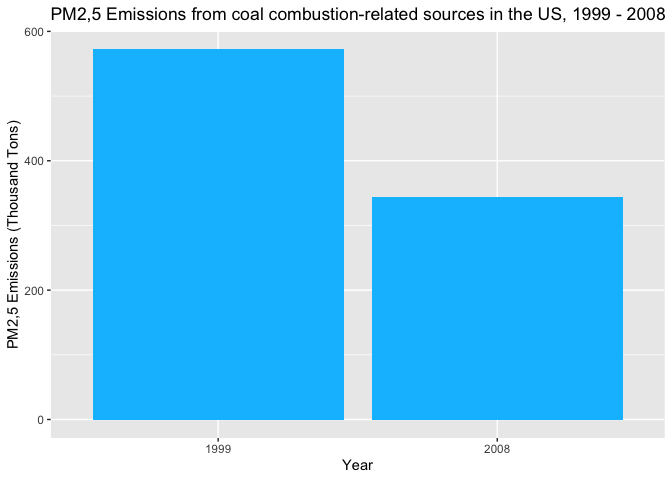 PM2,5 Emissions from coal combustion-related sources in the US, 1999 - 2008
PM2,5 Emissions (Thousand Tons)
600
400
200
0
1999
2008
Year